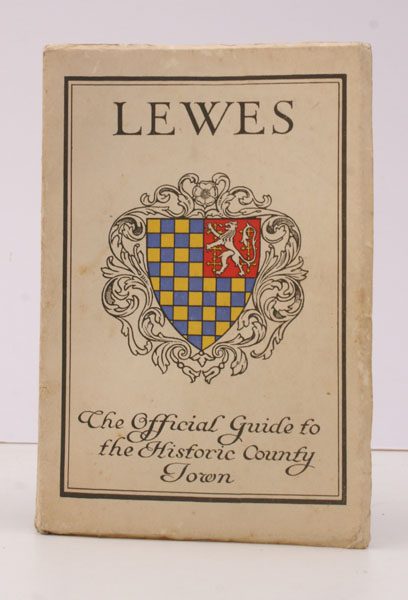 LEWES
The Official Guide to
the Historic County
Town